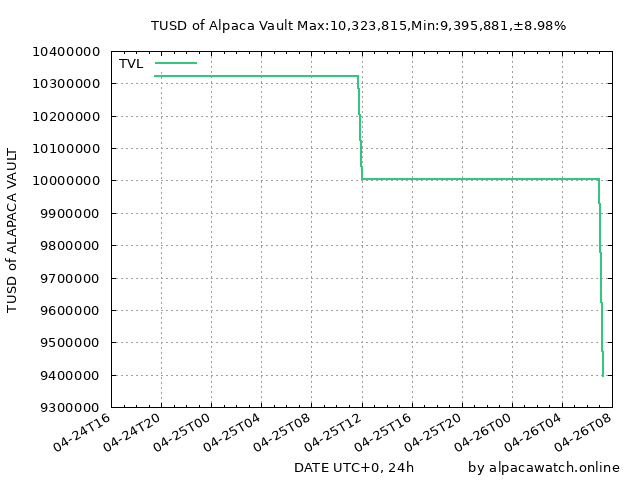 TUSD of Alpaca Vault Max:10,323,815,Min:9,395,881,±8.98%
TVL
10400000
10300000
10200000
10100000
10000000
9900000
9800000
9700000
9600000
9500000
9400000
9300000
TUSD of ALAPACA VAULT
04-24T16
04-24T20
04-25T00
04-25T04
04-25T08
04-25T12
04-25T16
04-25T20
04-26T00
04-26T04
04-26T08
DATE UTC+0, 24h
by alpacawatch.online